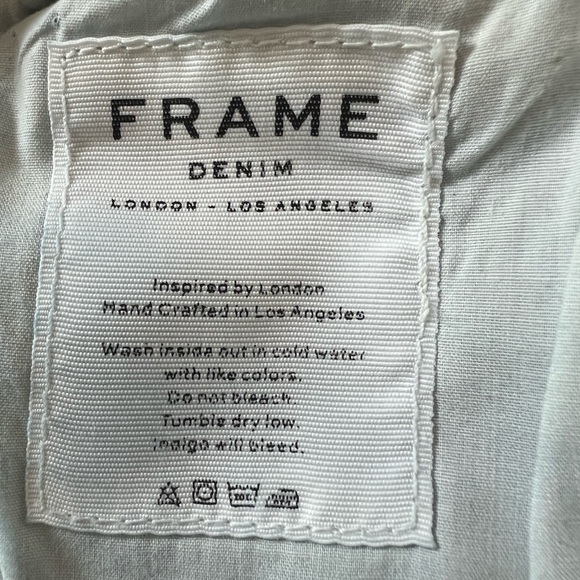 FRAME
DENIM
LONDON - LOS ANGELES
Inspired by London
Hand Crafted in Los Angeles
Wash inside out in cold water
with like colors.
Do not bleach.
Tumble dry low.
Indigo will bleed.